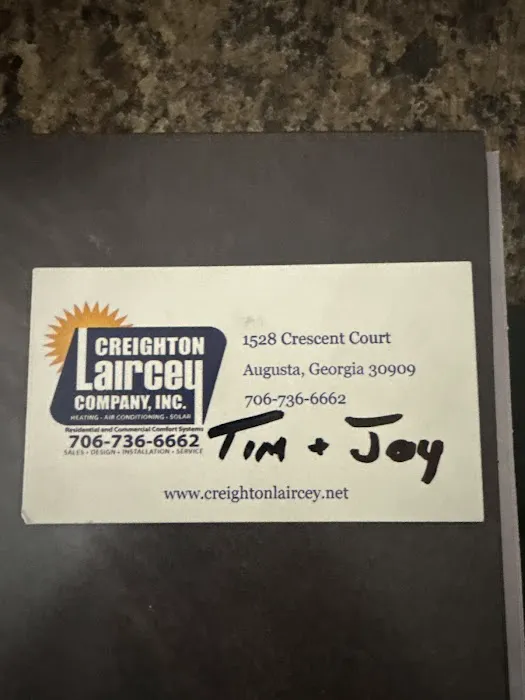 CREIGHTON
Laircey
COMPANY, INC.
HEATING - AIR CONDITIONING - SOLAR
Residential and Commercial Comfort Systems
706-736-6662
SALES • DESIGN • INSTALLATION • SERVICE
1528 Crescent Court
Augusta, Georgia 30909
706-736-6662
Tim + Joy
www.creightonlaircey.net